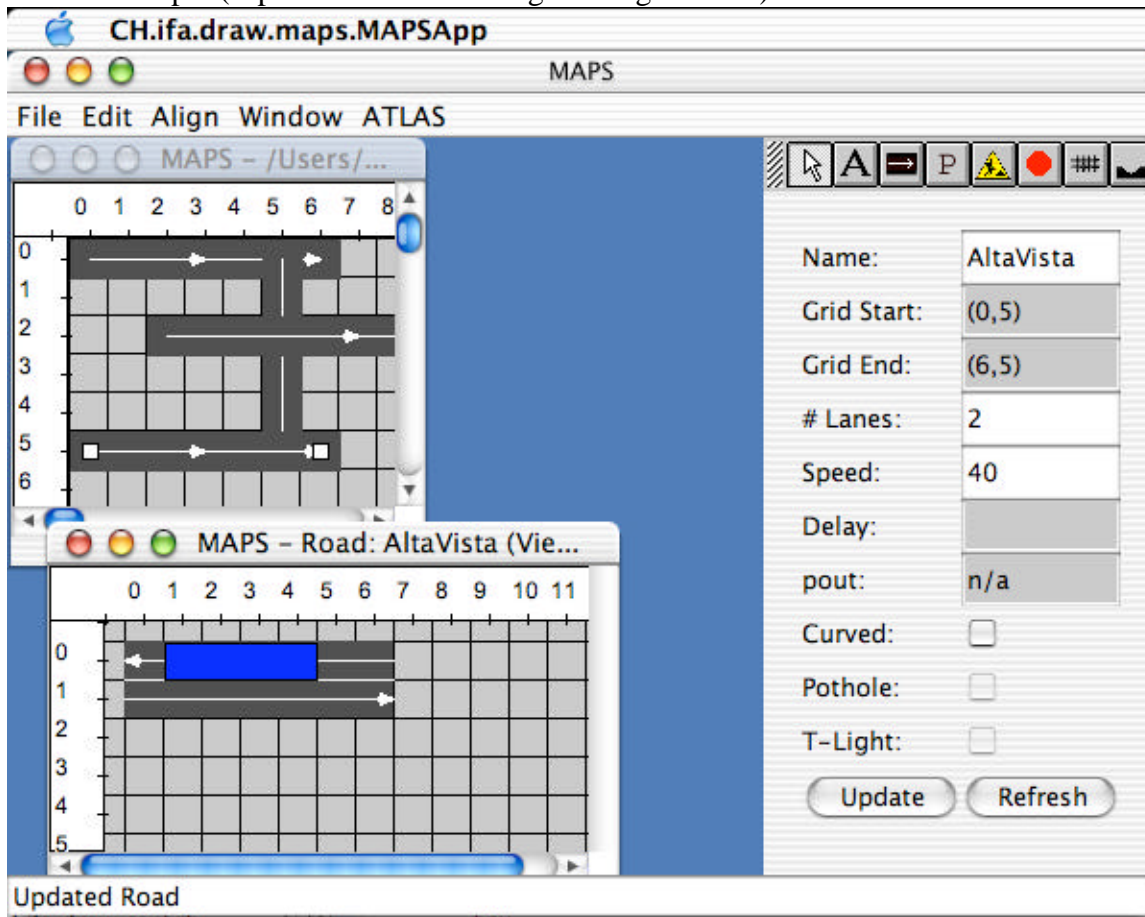 CH.ifa.draw.maps.MAPSApp
MAPS
File Edit Align Window ATLAS
MAPS – /Users/...
0 1 2 3 4 5 6 7 8
0
1
2
3
4
5
6
A P
Name: AltaVista
Grid Start: (0,5)
Grid End: (6,5)
# Lanes: 2
Speed: 40
Delay:
pout: n/a
Curved:
Pothole:
T-Light:
Update Refresh
MAPS – Road: AltaVista (Vie...
0 1 2 3 4 5 6 7 8 9 10 11
0
1
2
3
4
5
Updated Road